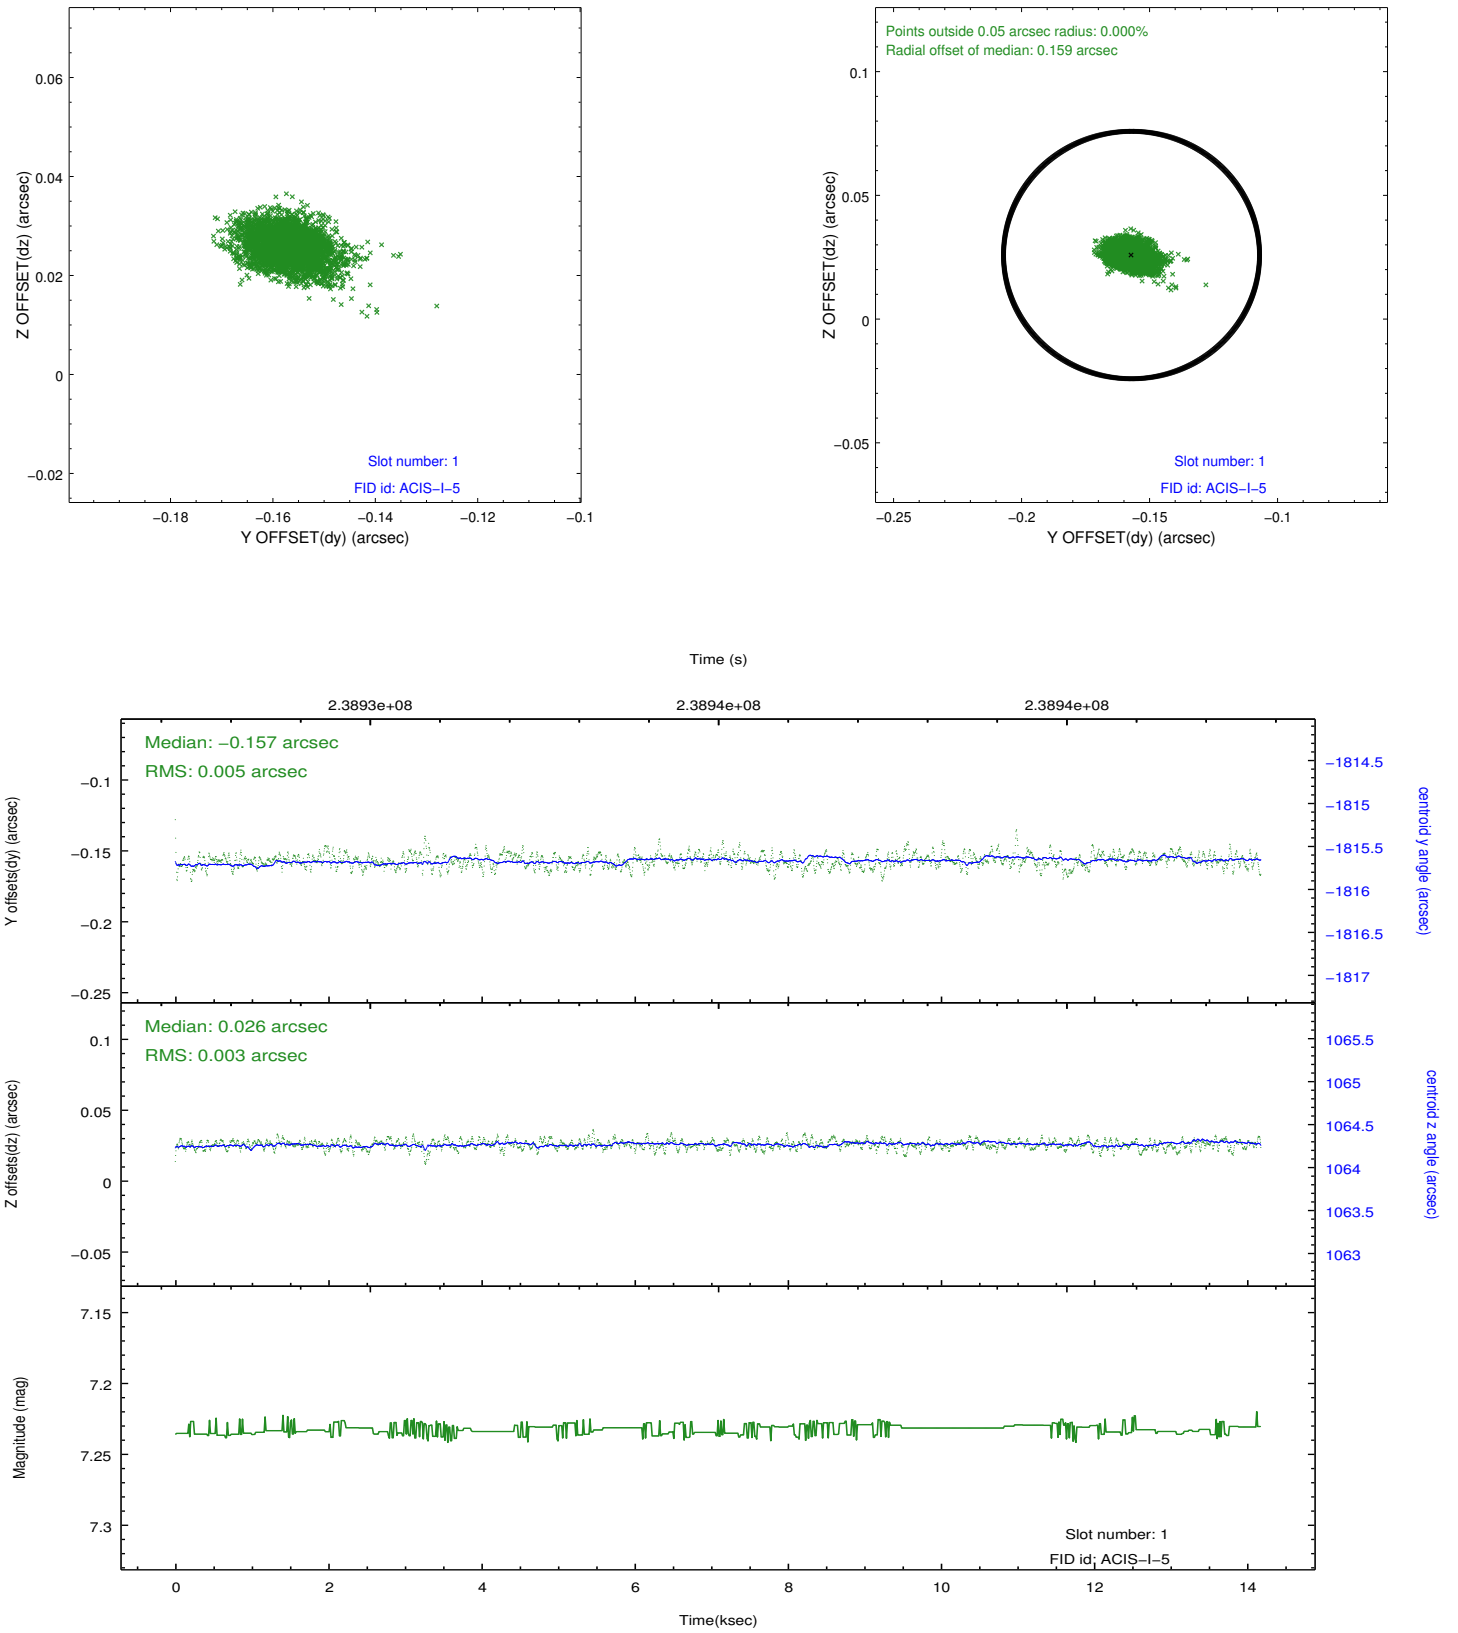 0.06
0.04
0.02
0
−0.02
Z OFFSET(dz) (arcsec)
Slot number: 1
FID id: ACIS−I−5
−0.18 −0.16 −0.14 −0.12 −0.1
Y OFFSET(dy) (arcsec)
Points outside 0.05 arcsec radius: 0.000%
Radial offset of median: 0.159 arcsec
0.1
0.05
0
−0.05
Z OFFSET(dz) (arcsec)
Slot number: 1
FID id: ACIS−I−5
−0.25 −0.2 −0.15 −0.1
Y OFFSET(dy) (arcsec)
Time (s)
2.3893e+08 2.3894e+08 2.3894e+08
Median: −0.157 arcsec
RMS: 0.005 arcsec
−0.1
−0.15
−0.2
−0.25
Y offsets(dy) (arcsec)
−1814.5
−1815
−1815.5
−1816
−1816.5
−1817
centroid y angle (arcsec)
Median: 0.026 arcsec
RMS: 0.003 arcsec
0.1
0.05
0
−0.05
Z offsets(dz) (arcsec)
1065.5
1065
1064.5
1064
1063.5
1063
centroid z angle (arcsec)
7.15
7.2
7.25
7.3
Magnitude (mag)
Slot number: 1
FID id: ACIS−I−5
0 2 4 6 8 10 12 14
Time(ksec)